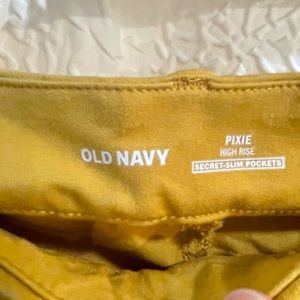 OLD NAVY
PIXIE
HIGH RISE
SECRET-SLIM POCKETS